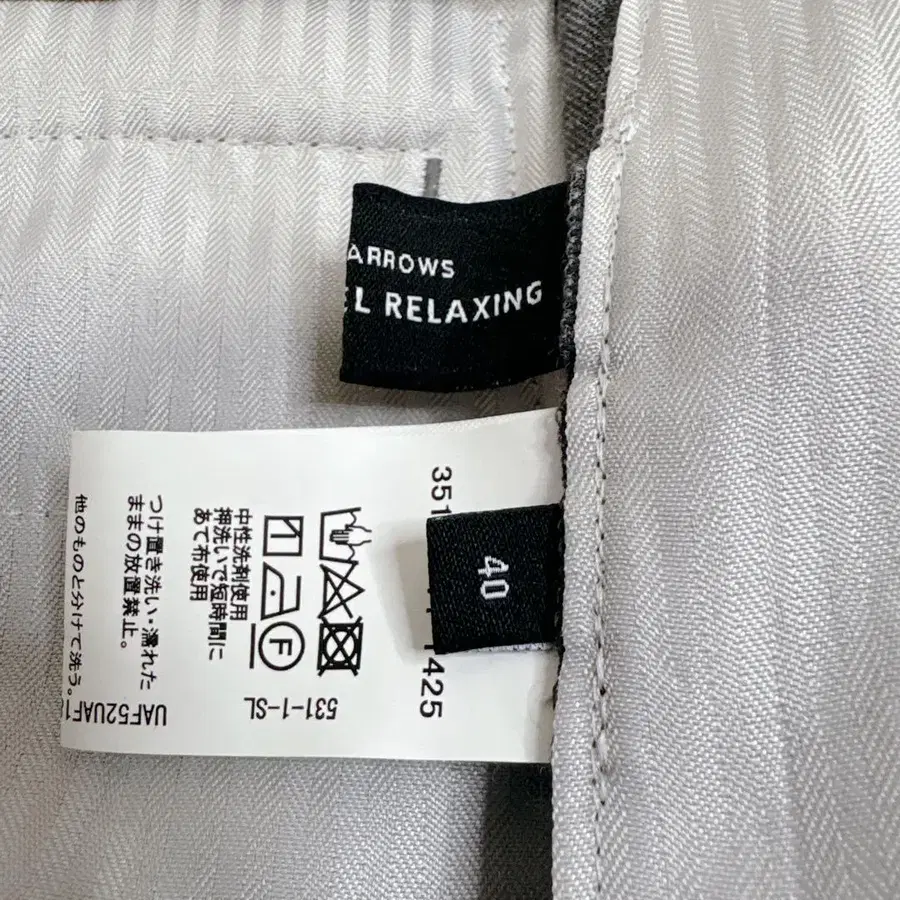 ARROWS
EL RELAXING
40
351
1425
531-1-SL
F
中性洗剤使用
押洗いで短時間に
あて布使用
つけ置き洗い・濡れた
ままの放置禁止。
他のものと分けて洗う。
UAF52UAF1